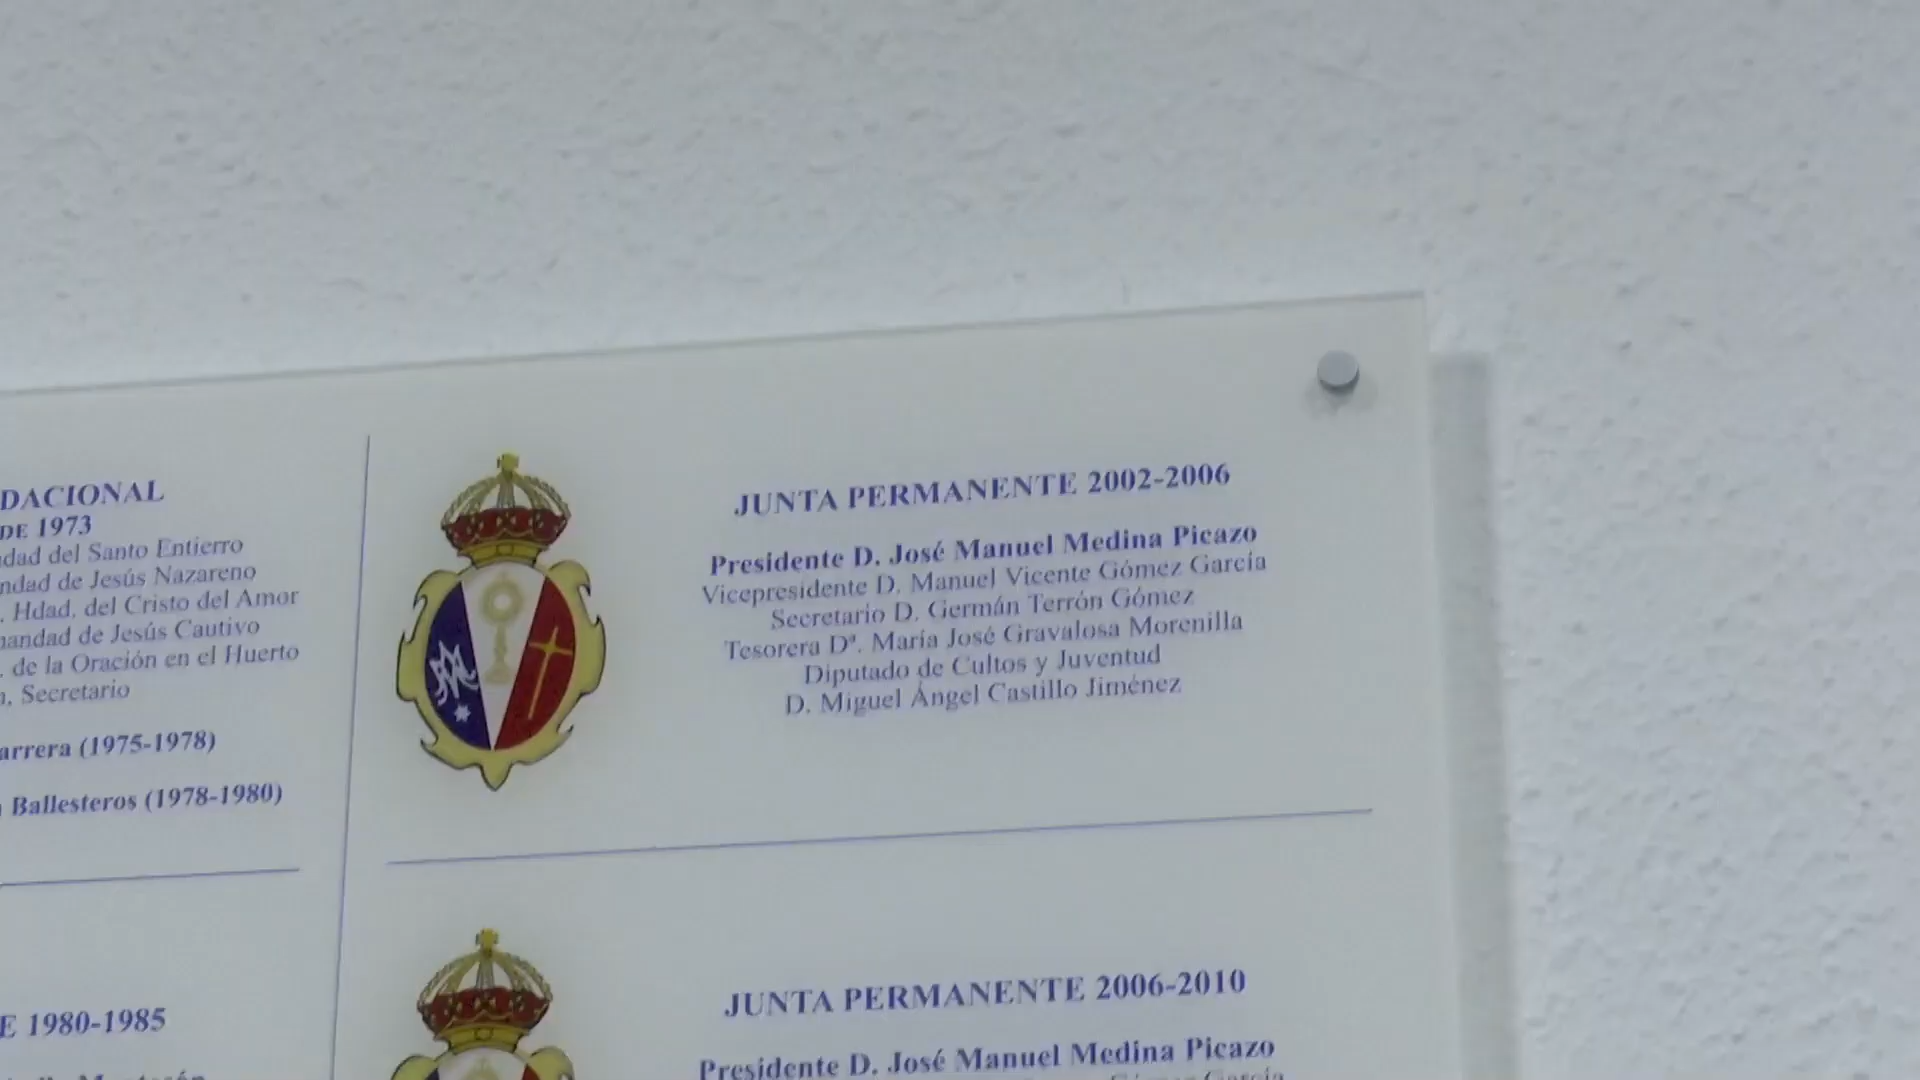 DACIONAL
DE 1973
dad del Santo Entierro
ndad de Jesús Nazareno
. Hdad. del Cristo del Amor
andad de Jesús Cautivo
. de la Oración en el Huerto
, Secretario
arrera (1975-1978)
Ballesteros (1978-1980)
E 1980-1985
JUNTA PERMANENTE 2002-2006
Presidente D. José Manuel Medina Picazo
Vicepresidente D. Manuel Vicente Gómez García
Secretario D. Germán Terrón Gómez
Tesorera Dª. María José Gravalosa Morenilla
Diputado de Cultos y Juventud
D. Miguel Ángel Castillo Jiménez
JUNTA PERMANENTE 2006-2010
Presidente D. José Manuel Medina Picazo
Gómez García